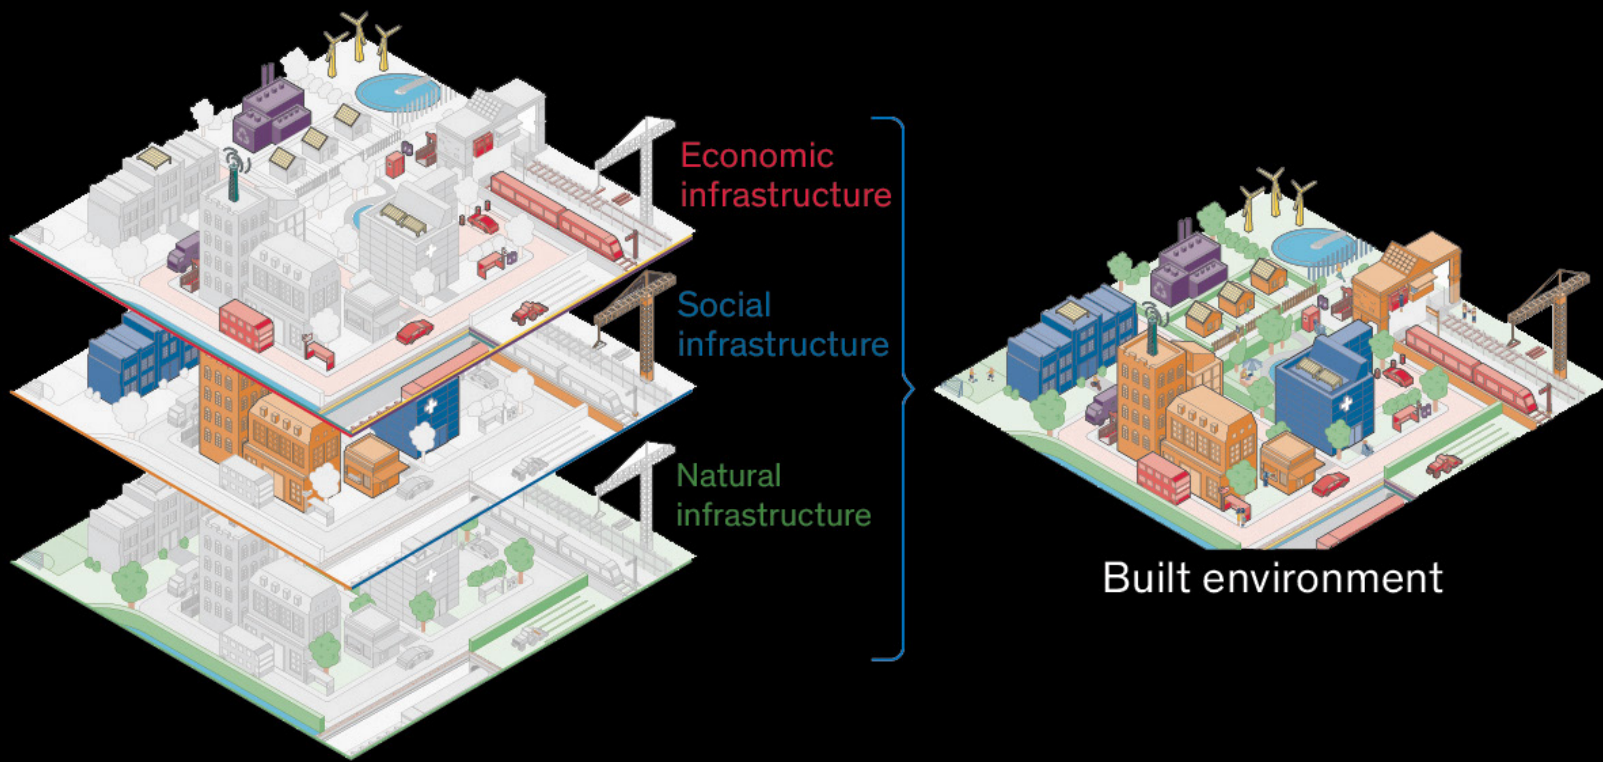 Economic
infrastructure
Social
infrastructure
Natural
infrastructure
Built environment